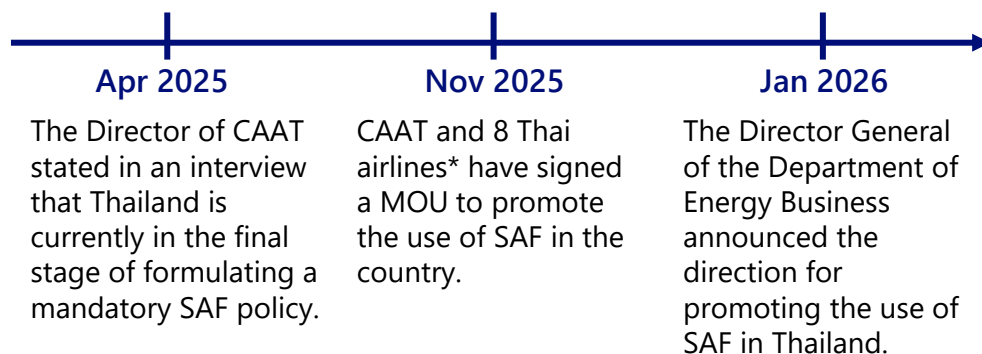 Apr 2025
The Director of CAAT
stated in an interview
that Thailand is
currently in the final
stage of formulating a
mandatory SAF policy.
Nov 2025
CAAT and 8 Thai
airlines* have signed
a MOU to promote
the use of SAF in the
country.
Jan 2026
The Director General
of the Department of
Energy Business
announced the
direction for
promoting the use of
SAF in Thailand.